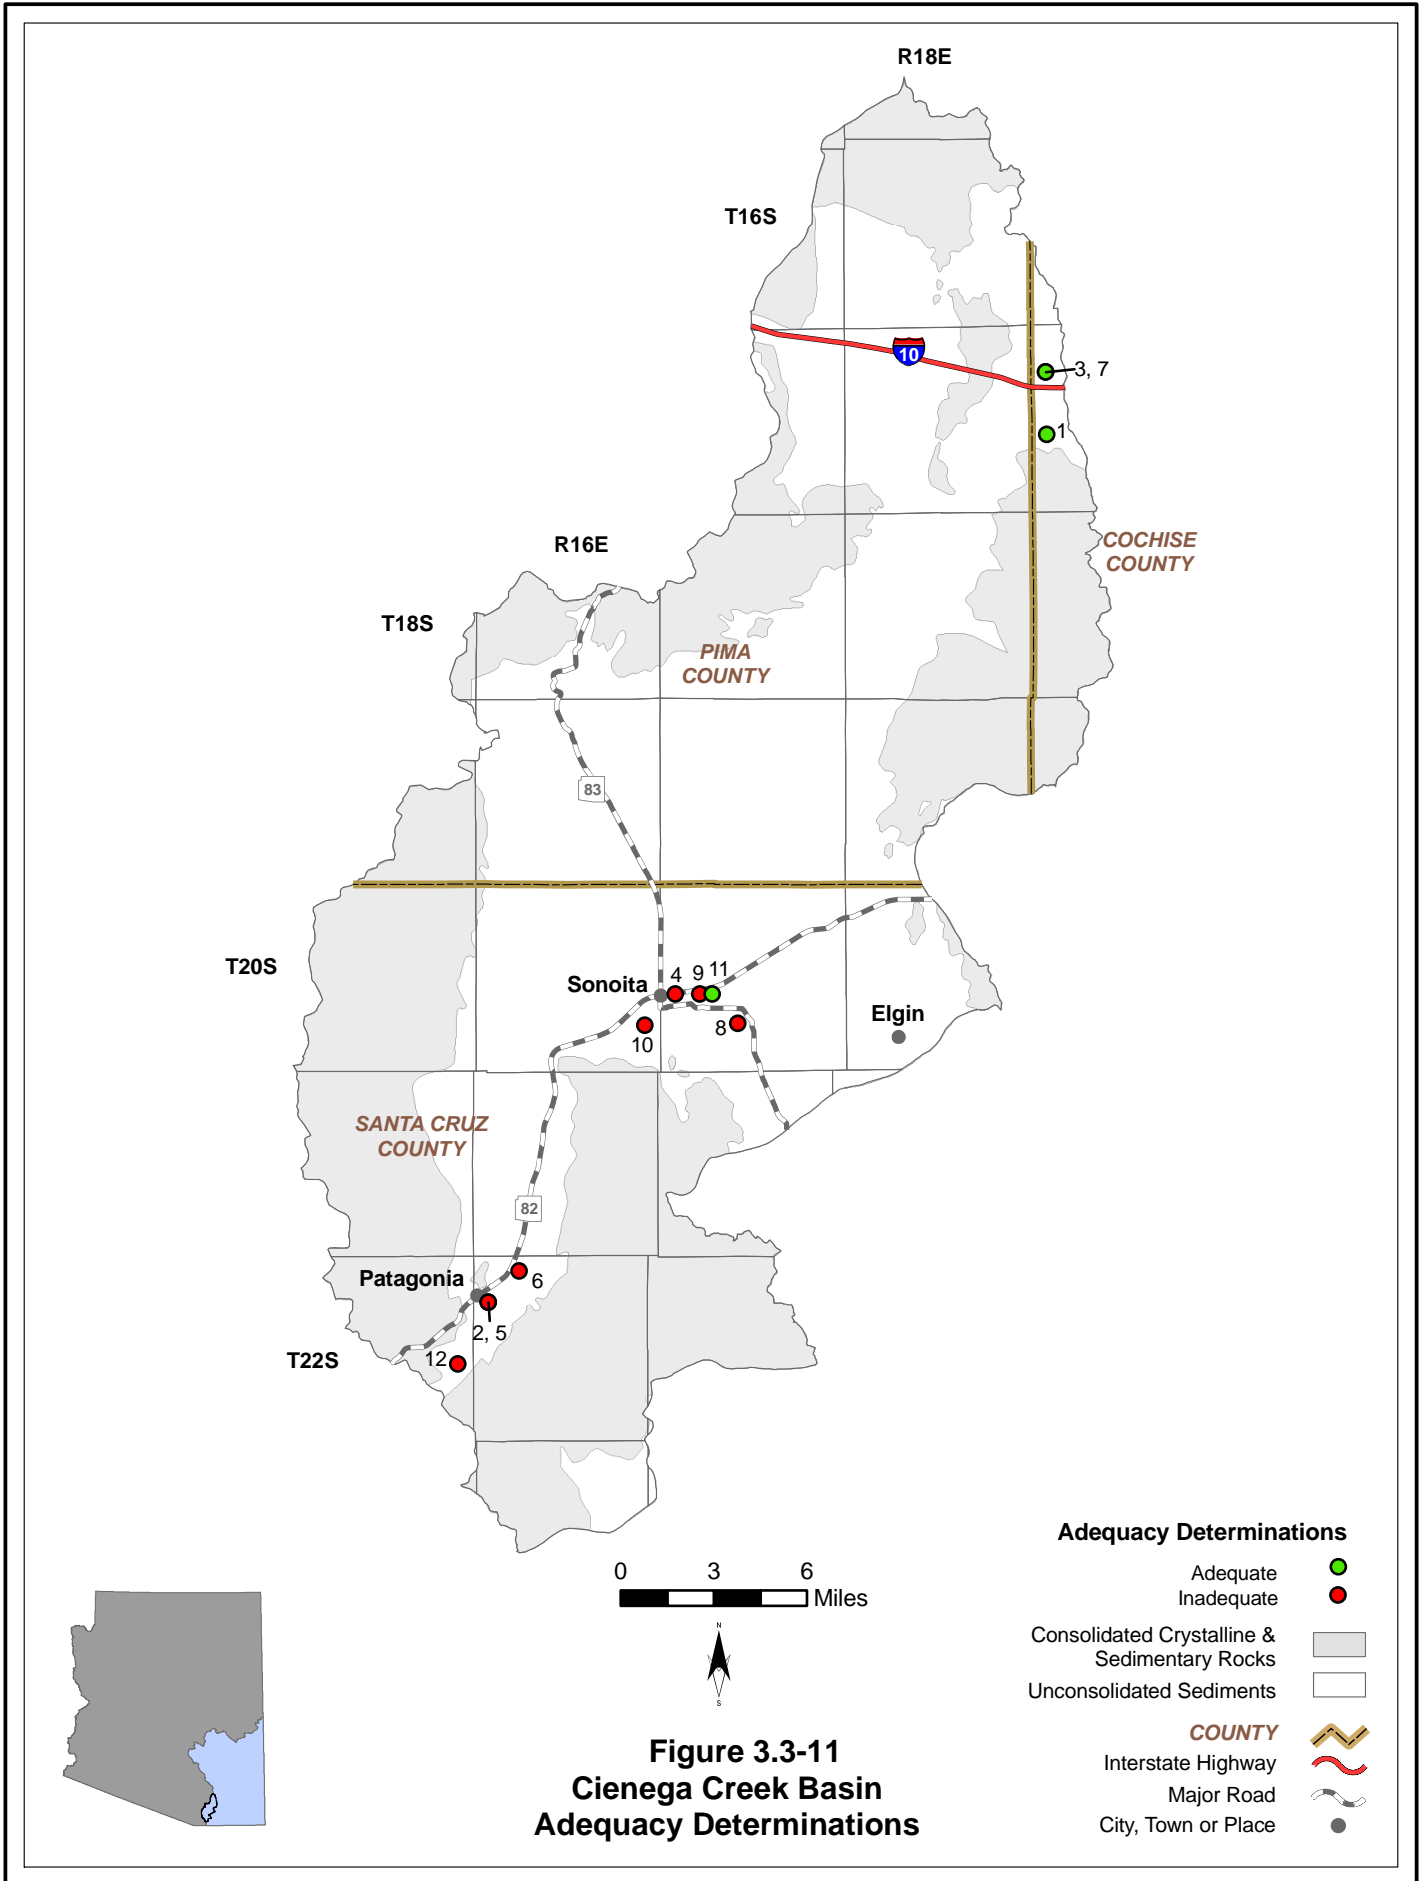 R18E
T16S
10
3, 7
1
COCHISE
COUNTY
R16E
T18S
PIMA
COUNTY
83
T20S
Sonoita
4
9
11
10
8
Elgin
SANTA CRUZ
COUNTY
82
Patagonia
6
2, 5
T22S
12
0 3 6
Miles
N
S
Figure 3.3-11
Cienega Creek Basin
Adequacy Determinations
Adequacy Determinations
Adequate
Inadequate
Consolidated Crystalline &
Sedimentary Rocks
Unconsolidated Sediments
COUNTY
Interstate Highway
Major Road
City, Town or Place